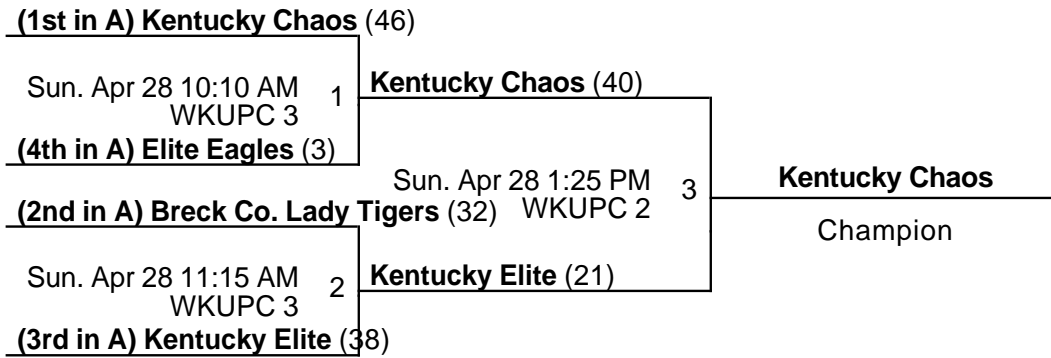 (1st in A) Kentucky Chaos (46)
Sun. Apr 28 10:10 AM
WKUPC 3
1
Kentucky Chaos (40)
(4th in A) Elite Eagles (3)
Sun. Apr 28 1:25 PM
WKUPC 2
3
Kentucky Chaos
Champion
(2nd in A) Breck Co. Lady Tigers (32)
Sun. Apr 28 11:15 AM
WKUPC 3
2
Kentucky Elite (21)
(3rd in A) Kentucky Elite (38)